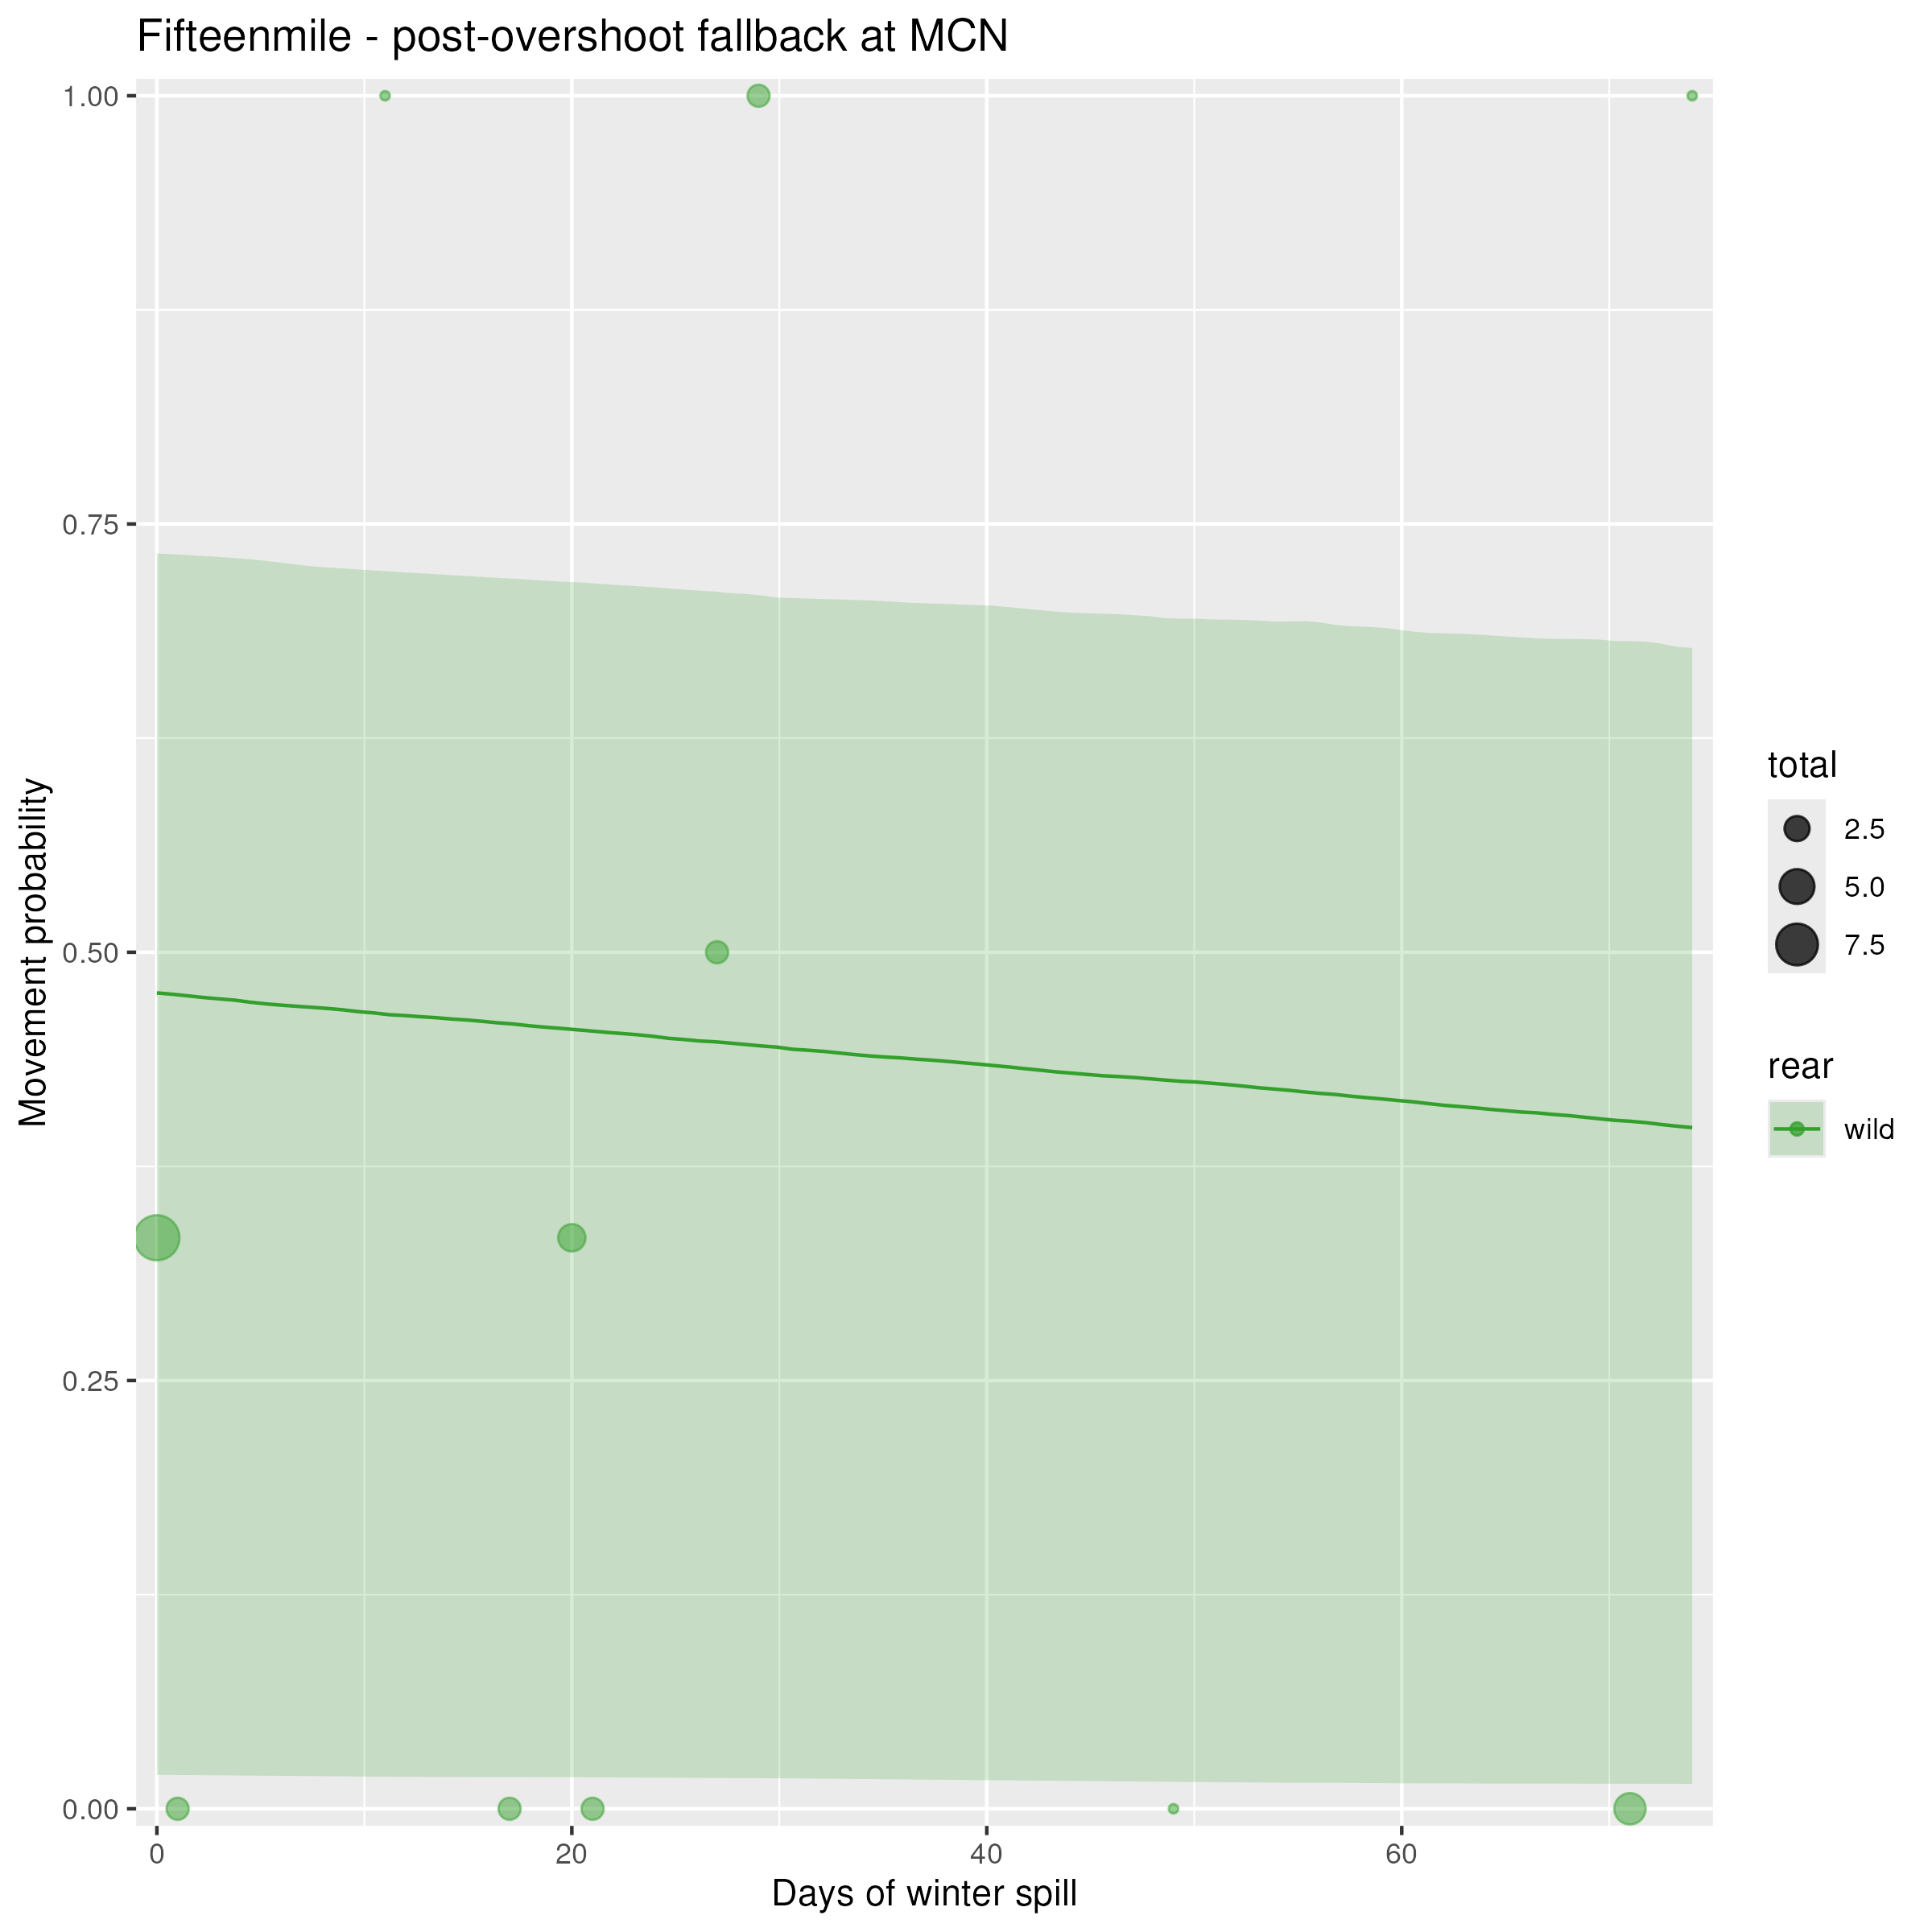 Fifteenmile - post-overshoot fallback at MCN
Movement probability
1.00
0.75
0.50
0.25
0.00
0
20
40
60
Days of winter spill
total
2.5
5.0
7.5
rear
wild